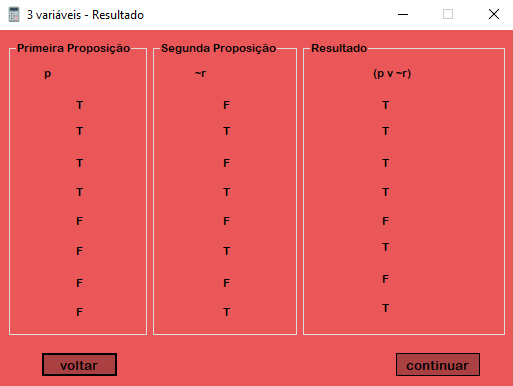 3 variáveis - Resultado
Primeira Proposição Segunda Proposição Resultado
p ~r (p v ~r)
T F T
T T T
T F T
T T T
F F F
F T T
F F F
F T T
voltar continuar